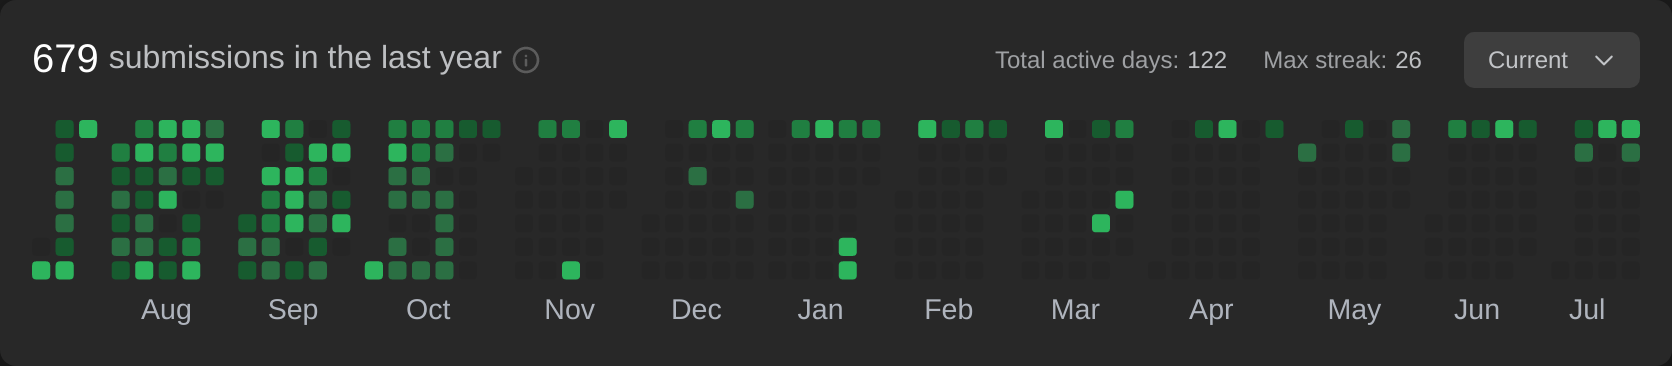 679 submissions in the last year Total active days: 122 Max streak: 26 Current
Aug Sep Oct Nov Dec Jan Feb Mar Apr May Jun Jul